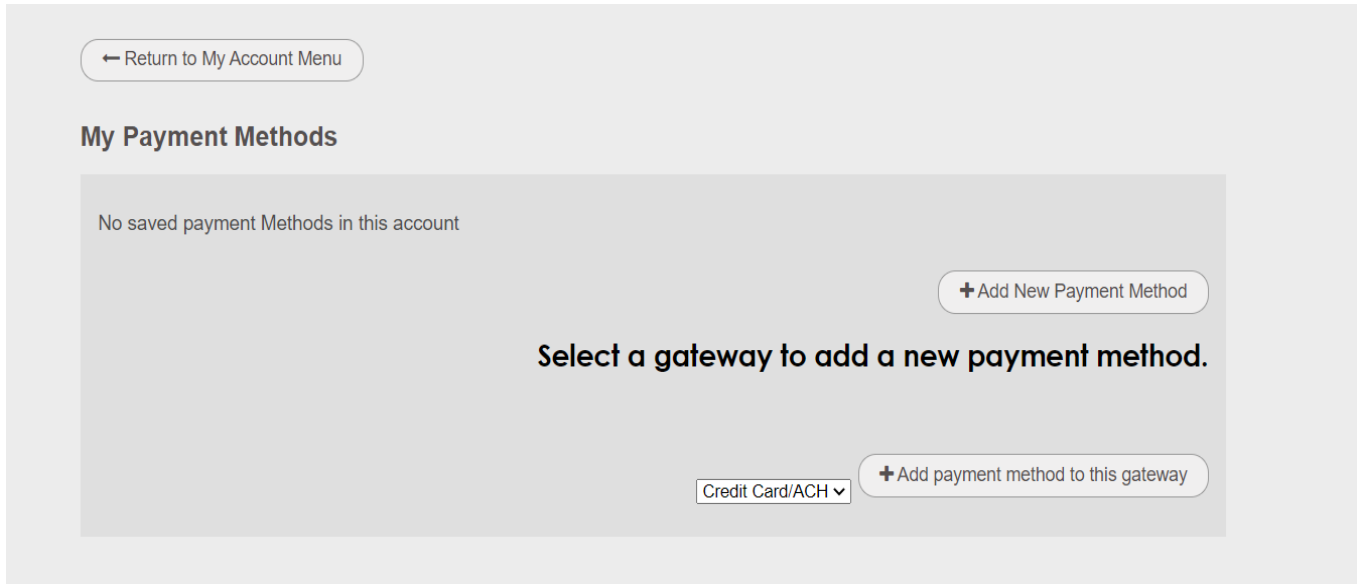 ← Return to My Account Menu
My Payment Methods
No saved payment Methods in this account
+ Add New Payment Method
Select a gateway to add a new payment method.
Credit Card/ACH
+ Add payment method to this gateway